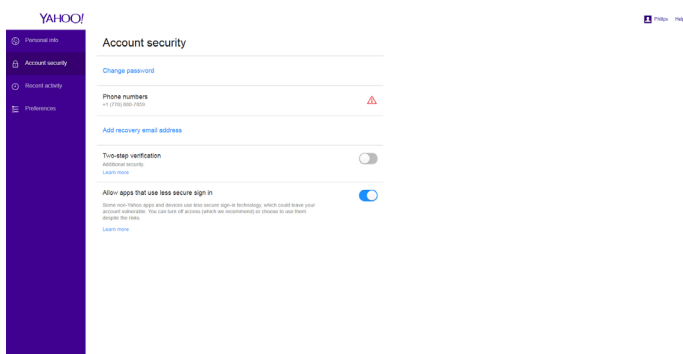 YAHOO!
Philips Help
Personal info
Account security
Recent activity
Preferences
Account security
Change password
Phone numbers
Add recovery email address
Two-step verification
Additional security
Learn more
Allow apps that use less secure sign in
Some non-Yahoo apps and devices use less secure sign-in technology, which could leave your
account vulnerable. You can turn off access (which we recommend) or choose to use them
despite the risks.
Learn more